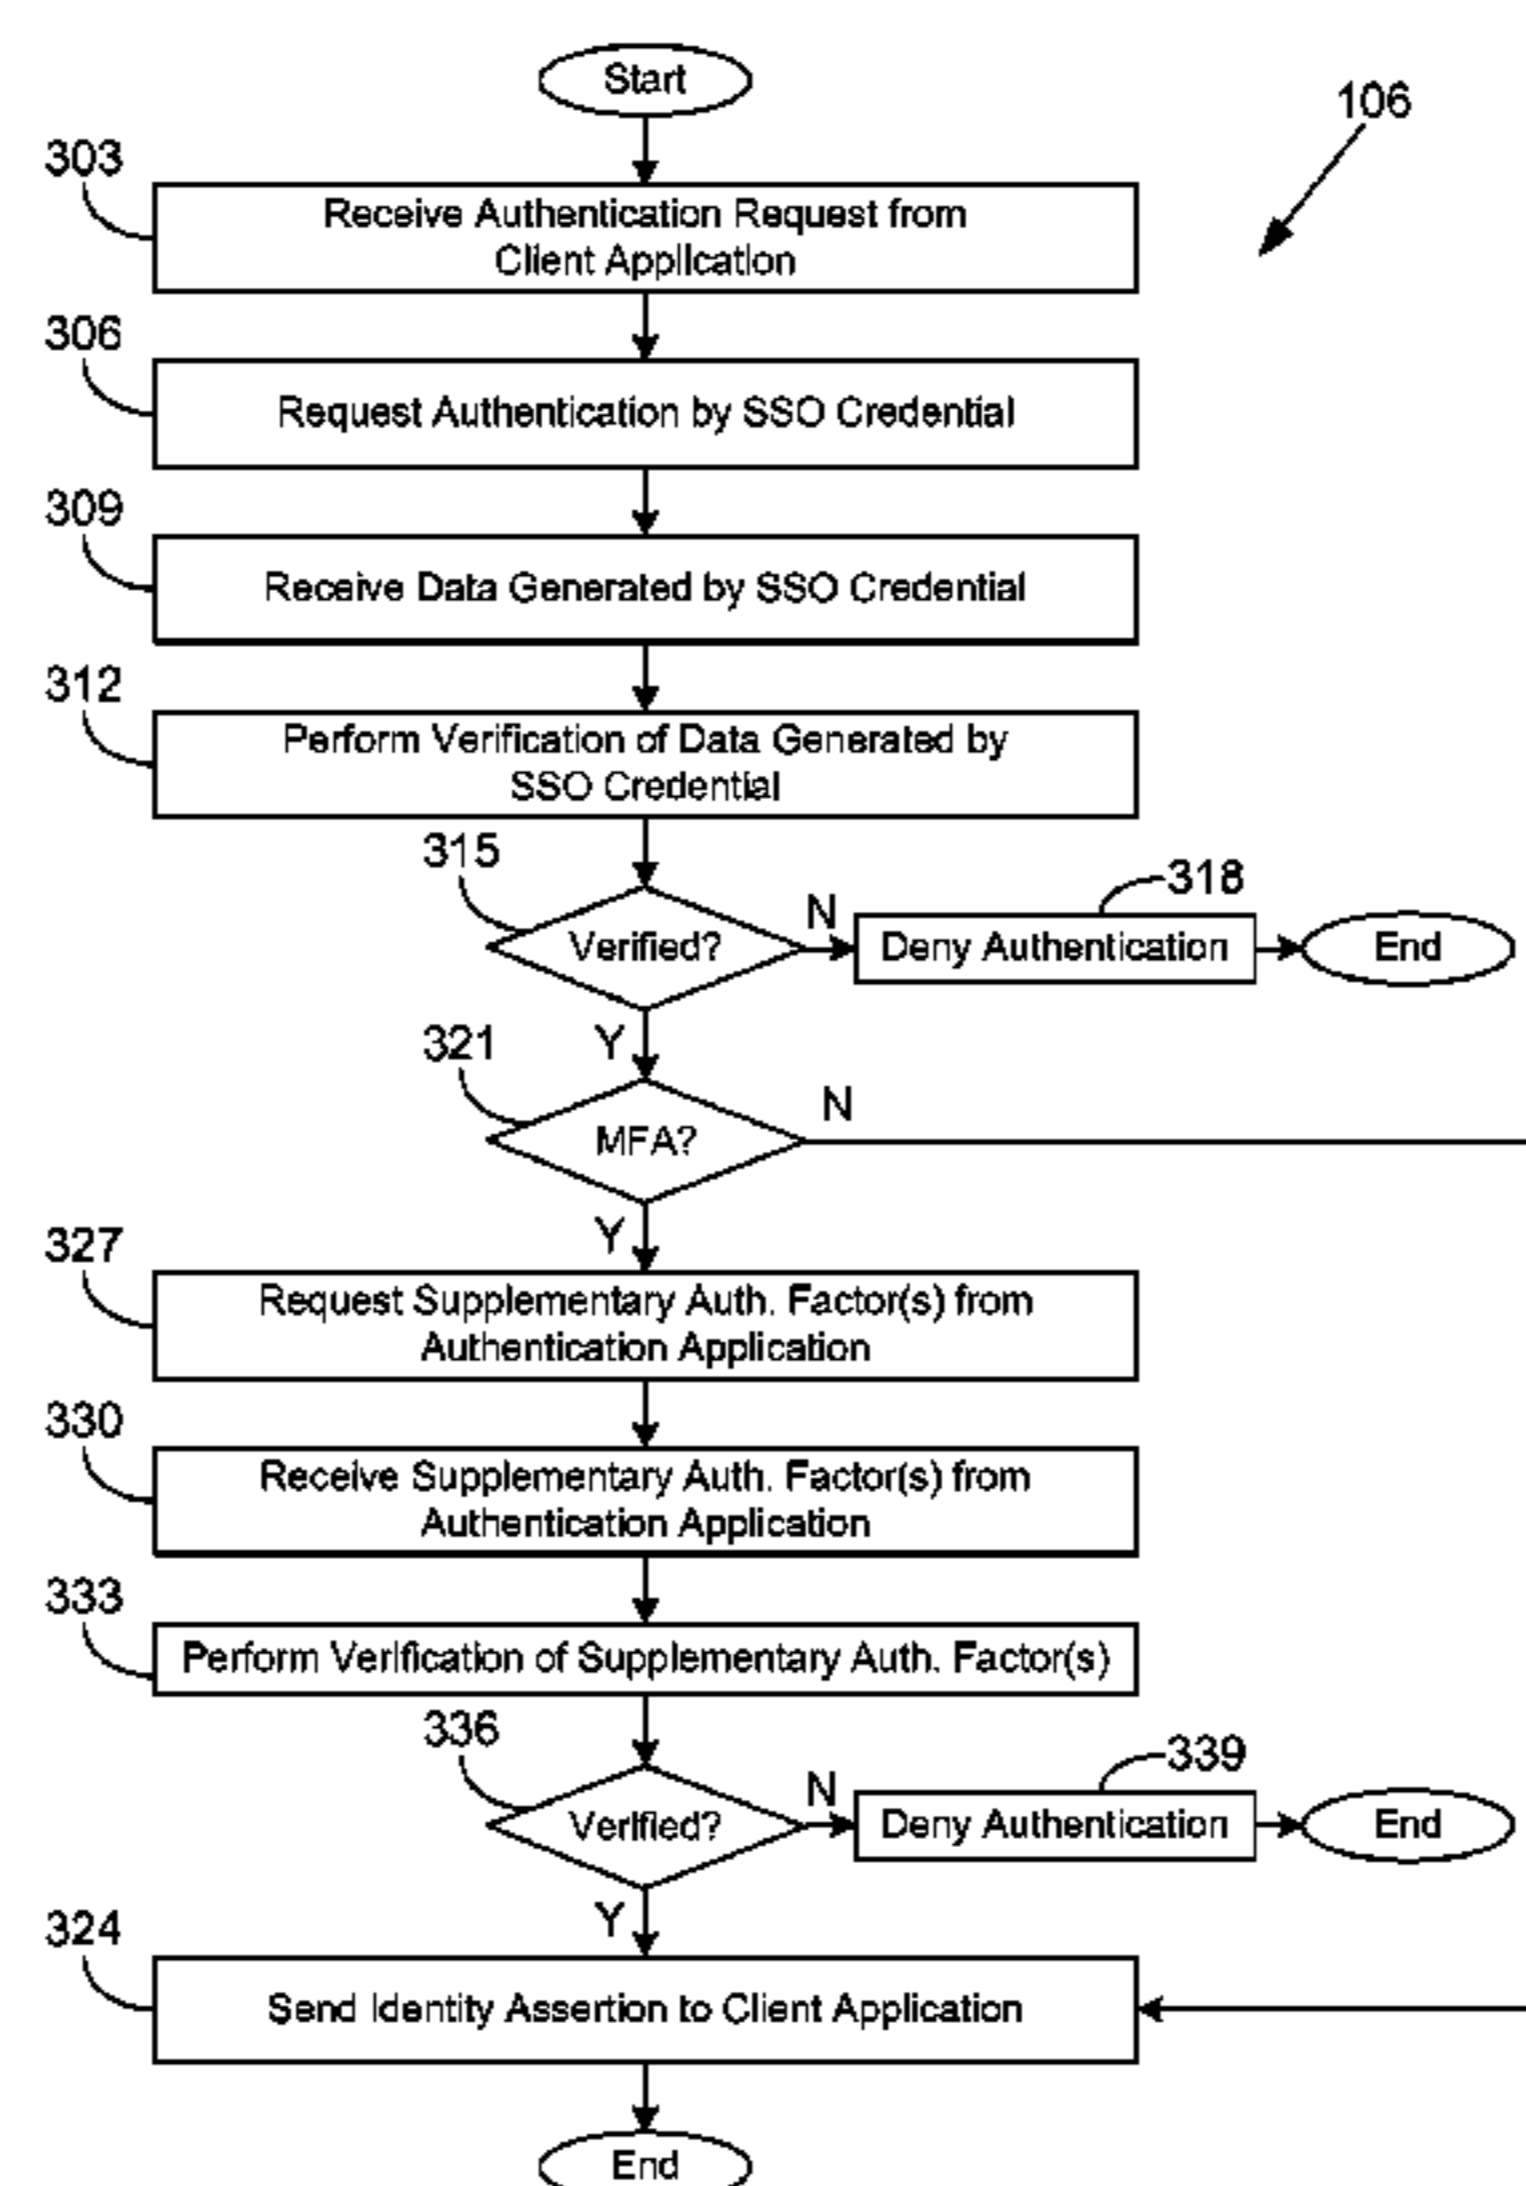 Start
106
303
Receive Authentication Request from
Client Application
306
Request Authentication by SSO Credential
309
Receive Data Generated by SSO Credential
312
Perform Verification of Data Generated by
SSO Credential
315
Verified?
N
318
Deny Authentication
End
Y
321
MFA?
N
Y
327
Request Supplementary Auth. Factor(s) from
Authentication Application
330
Receive Supplementary Auth. Factor(s) from
Authentication Application
333
Perform Verification of Supplementary Auth. Factor(s)
336
Verified?
N
339
Deny Authentication
End
Y
324
Send Identity Assertion to Client Application
End